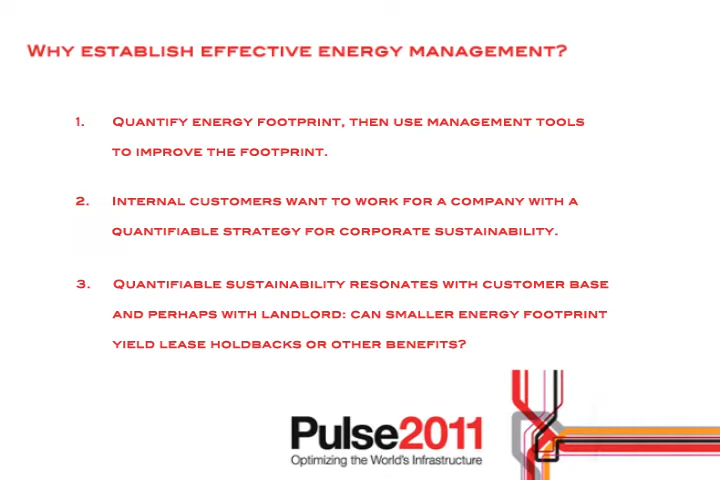 Why establish effective energy management?
1. Quantify energy footprint, then use management tools
to improve the footprint.
2. Internal customers want to work for a company with a
quantifiable strategy for corporate sustainability.
3. Quantifiable sustainability resonates with customer base
and perhaps with landlord: can smaller energy footprint
yield lease holdbacks or other benefits?
Pulse2011
Optimizing the World's Infrastructure